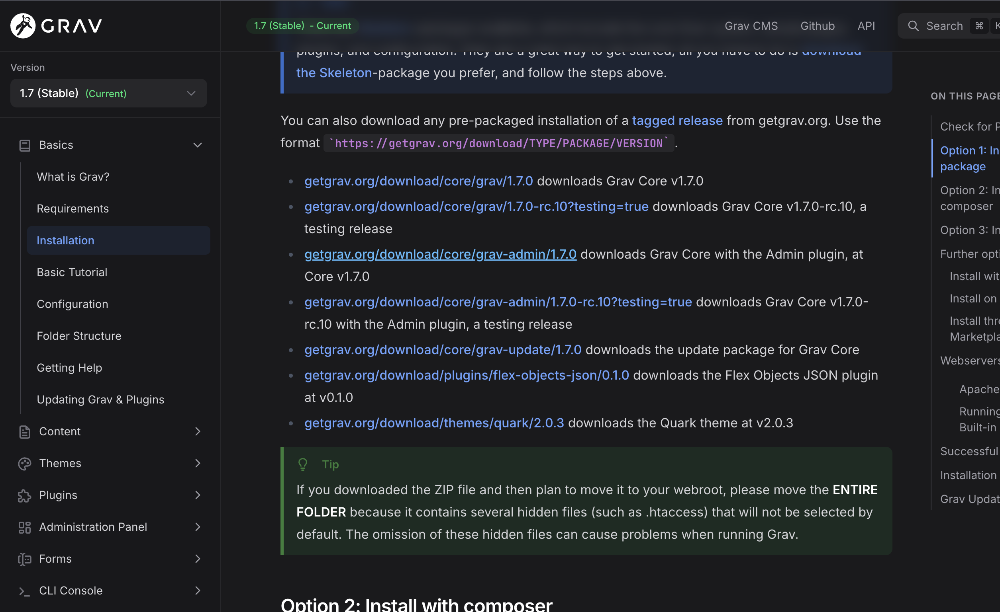 GRAV
1.7 (Stable) - Current
Grav CMS
Github
API
Search
⌘
Version
1.7 (Stable) (Current)
Basics
What is Grav?
Requirements
Installation
Basic Tutorial
Configuration
Folder Structure
Getting Help
Updating Grav & Plugins
Content
Themes
Plugins
Administration Panel
Forms
CLI Console
plugins, and configuration. They are a great way to get started, all you have to do is download
the Skeleton-package you prefer, and follow the steps above.
You can also download any pre-packaged installation of a tagged release from getgrav.org. Use the
format `https://getgrav.org/download/TYPE/PACKAGE/VERSION`.
• getgrav.org/download/core/grav/1.7.0 downloads Grav Core v1.7.0
• getgrav.org/download/core/grav/1.7.0-rc.10?testing=true downloads Grav Core v1.7.0-rc.10, a
testing release
• getgrav.org/download/core/grav-admin/1.7.0 downloads Grav Core with the Admin plugin, at
Core v1.7.0
• getgrav.org/download/core/grav-admin/1.7.0-rc.10?testing=true downloads Grav Core v1.7.0-
rc.10 with the Admin plugin, a testing release
• getgrav.org/download/core/grav-update/1.7.0 downloads the update package for Grav Core
• getgrav.org/download/plugins/flex-objects-json/0.1.0 downloads the Flex Objects JSON plugin
at v0.1.0
• getgrav.org/download/themes/quark/2.0.3 downloads the Quark theme at v2.0.3
Tip
If you downloaded the ZIP file and then plan to move it to your webroot, please move the ENTIRE
FOLDER because it contains several hidden files (such as .htaccess) that will not be selected by
default. The omission of these hidden files can cause problems when running Grav.
Option 2: Install with composer
ON THIS PAGE
Check for P
Option 1: In
package
Option 2: In
composer
Option 3: In
Further opti
Install wit
Install on
Install thro
Marketpla
Webservers
Apache
Running
Built-in
Successful
Installation
Grav Updat